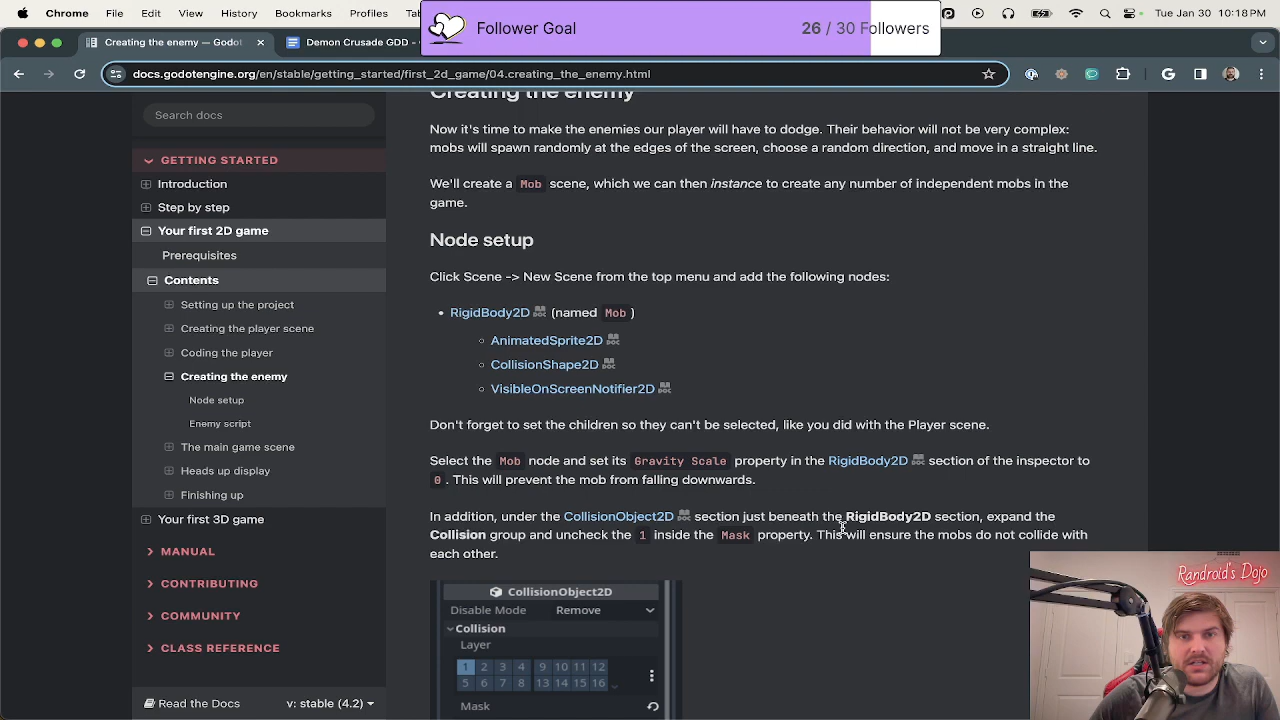 Chrome
File
Follower Goal
26 / 30 Followers
Tue Jan 30 10:18 PM
Creating the enemy — Godot
Demon Crusade GDD -
docs.godotengine.org/en/stable/getting_started/first_2d_game/04.creating_the_enemy.html
Search docs
GETTING STARTED
Introduction
Step by step
Your first 2D game
Prerequisites
Contents
Setting up the project
Creating the player scene
Coding the player
Creating the enemy
Node setup
Enemy script
The main game scene
Heads up display
Finishing up
Your first 3D game
MANUAL
CONTRIBUTING
COMMUNITY
CLASS REFERENCE
Read the Docs
v: stable (4.2)
Creating the enemy
Now it's time to make the enemies our player will have to dodge. Their behavior will not be very complex:
mobs will spawn randomly at the edges of the screen, choose a random direction, and move in a straight line.
We'll create a Mob scene, which we can then instance to create any number of independent mobs in the
game.
Node setup
Click Scene -> New Scene from the top menu and add the following nodes:
• RigidBody2D (named Mob )
AnimatedSprite2D
CollisionShape2D
VisibleOnScreenNotifier2D
Don't forget to set the children so they can't be selected, like you did with the Player scene.
Select the Mob node and set its Gravity Scale property in the RigidBody2D section of the inspector to
0 . This will prevent the mob from falling downwards.
In addition, under the CollisionObject2D section just beneath the RigidBody2D section, expand the
Collision group and uncheck the 1 inside the Mask property. This will ensure the mobs do not collide with
each other.
CollisionObject2D
Disable Mode Remove
Collision
Layer
1 2 3 4 9 10 11 12
5 6 7 8 13 14 15 16
Mask
Randroid's Dojo